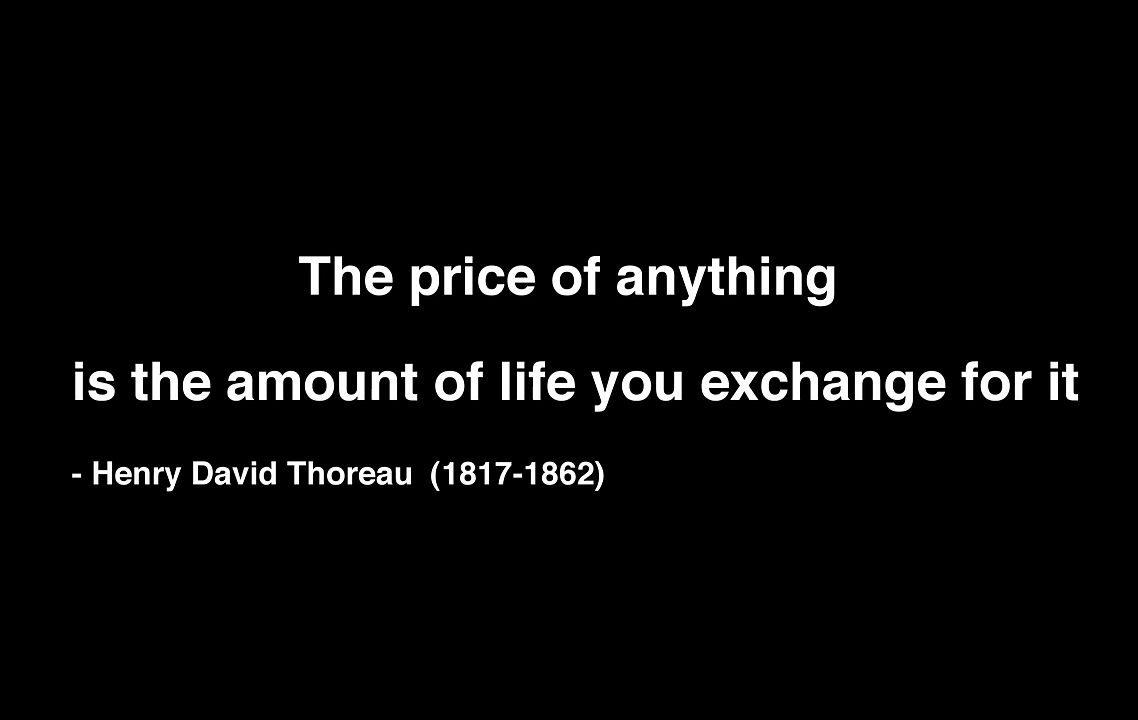 The price of anything
is the amount of life you exchange for it
- Henry David Thoreau  (1817-1862)